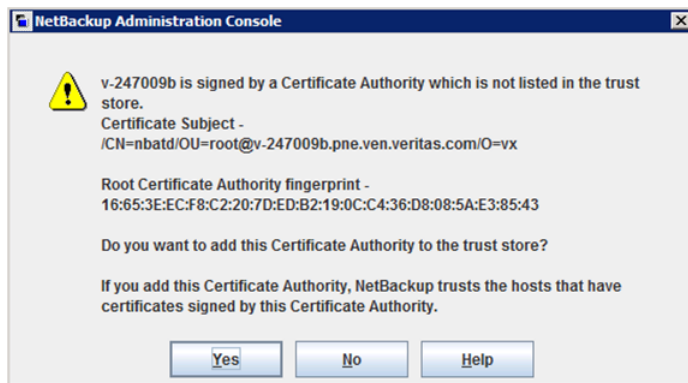 NetBackup Administration Console
v-247009b is signed by a Certificate Authority which is not listed in the trust
store.
Certificate Subject -
/CN=nbatd/OU=root@v-247009b.pne.ven.veritas.com/O=vx
Root Certificate Authority fingerprint -
16:65:3E:EC:F8:C2:20:7D:ED:B2:19:0C:C4:36:D8:08:5A:E3:85:43
Do you want to add this Certificate Authority to the trust store?
If you add this Certificate Authority, NetBackup trusts the hosts that have
certificates signed by this Certificate Authority.
Yes No Help